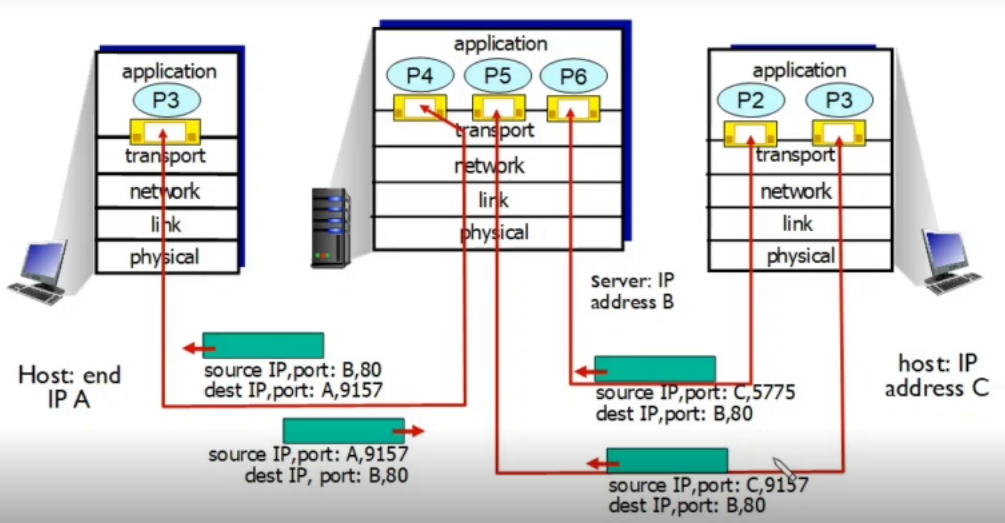 application
P3
transport
network
link
physical
Host: end
IP A
application
P4 P5 P6
transport
network
link
physical
server: IP
address B
application
P2 P3
transport
network
link
physical
host: IP
address C
source IP,port: B,80
dest IP,port: A,9157
source IP,port: A,9157
dest IP, port: B,80
source IP,port: C,5775
dest IP,port: B,80
source IP,port: C,9157
dest IP,port: B,80